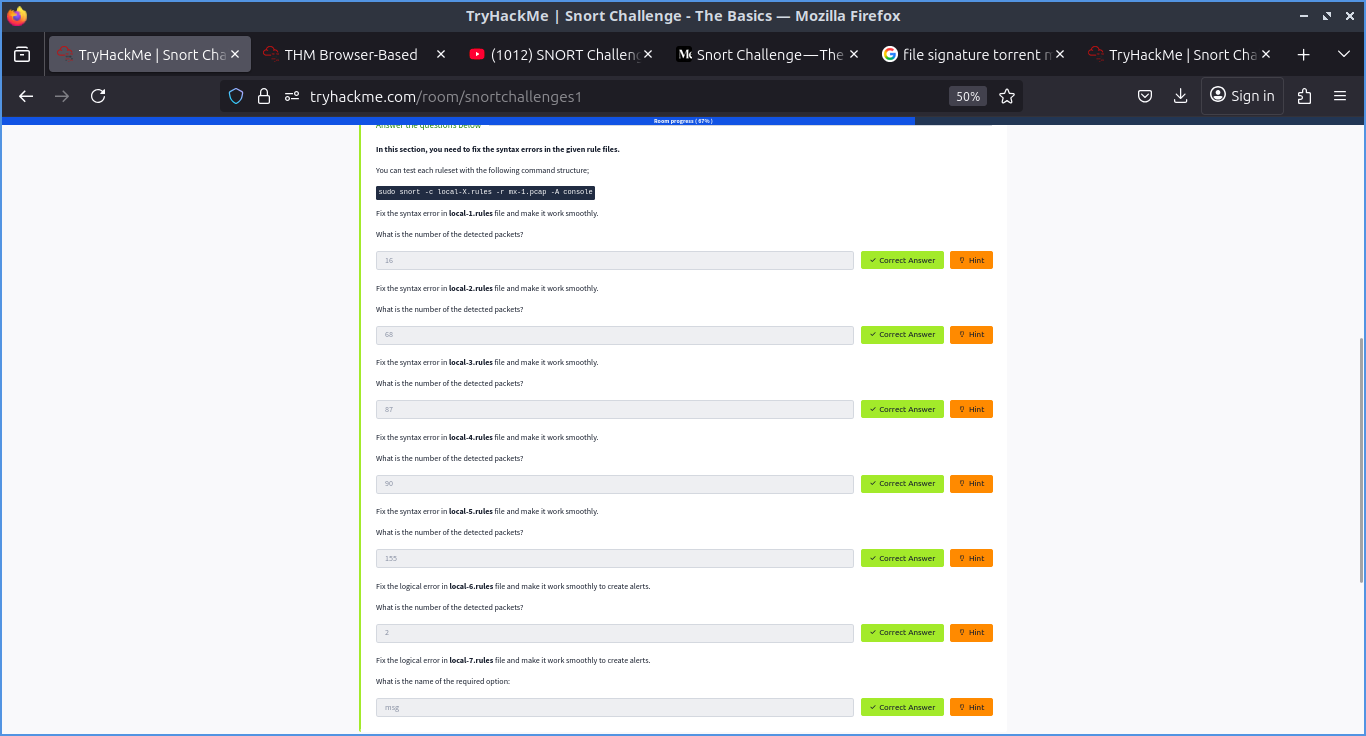 TryHackMe | Snort Challenge - The Basics — Mozilla Firefox
TryHackMe | Snort Cha
THM Browser-Based
(1012) SNORT Challen
Snort Challenge — The
file signature torrent
TryHackMe | Snort Cha
tryhackme.com/room/snortchallenges1
50%
Sign in
Room progress ( 67% )
Answer the questions below
In this section, you need to fix the syntax errors in the given rule files.
You can test each ruleset with the following command structure;
sudo snort -c local-X.rules -r mx-1.pcap -A console
Fix the syntax error in local-1.rules file and make it work smoothly.
What is the number of the detected packets?
16 Correct Answer Hint
Fix the syntax error in local-2.rules file and make it work smoothly.
What is the number of the detected packets?
68 Correct Answer Hint
Fix the syntax error in local-3.rules file and make it work smoothly.
What is the number of the detected packets?
87 Correct Answer Hint
Fix the syntax error in local-4.rules file and make it work smoothly.
What is the number of the detected packets?
90 Correct Answer Hint
Fix the syntax error in local-5.rules file and make it work smoothly.
What is the number of the detected packets?
155 Correct Answer Hint
Fix the logical error in local-6.rules file and make it work smoothly to create alerts.
What is the number of the detected packets?
2 Correct Answer Hint
Fix the logical error in local-7.rules file and make it work smoothly to create alerts.
What is the name of the required option:
msg Correct Answer Hint